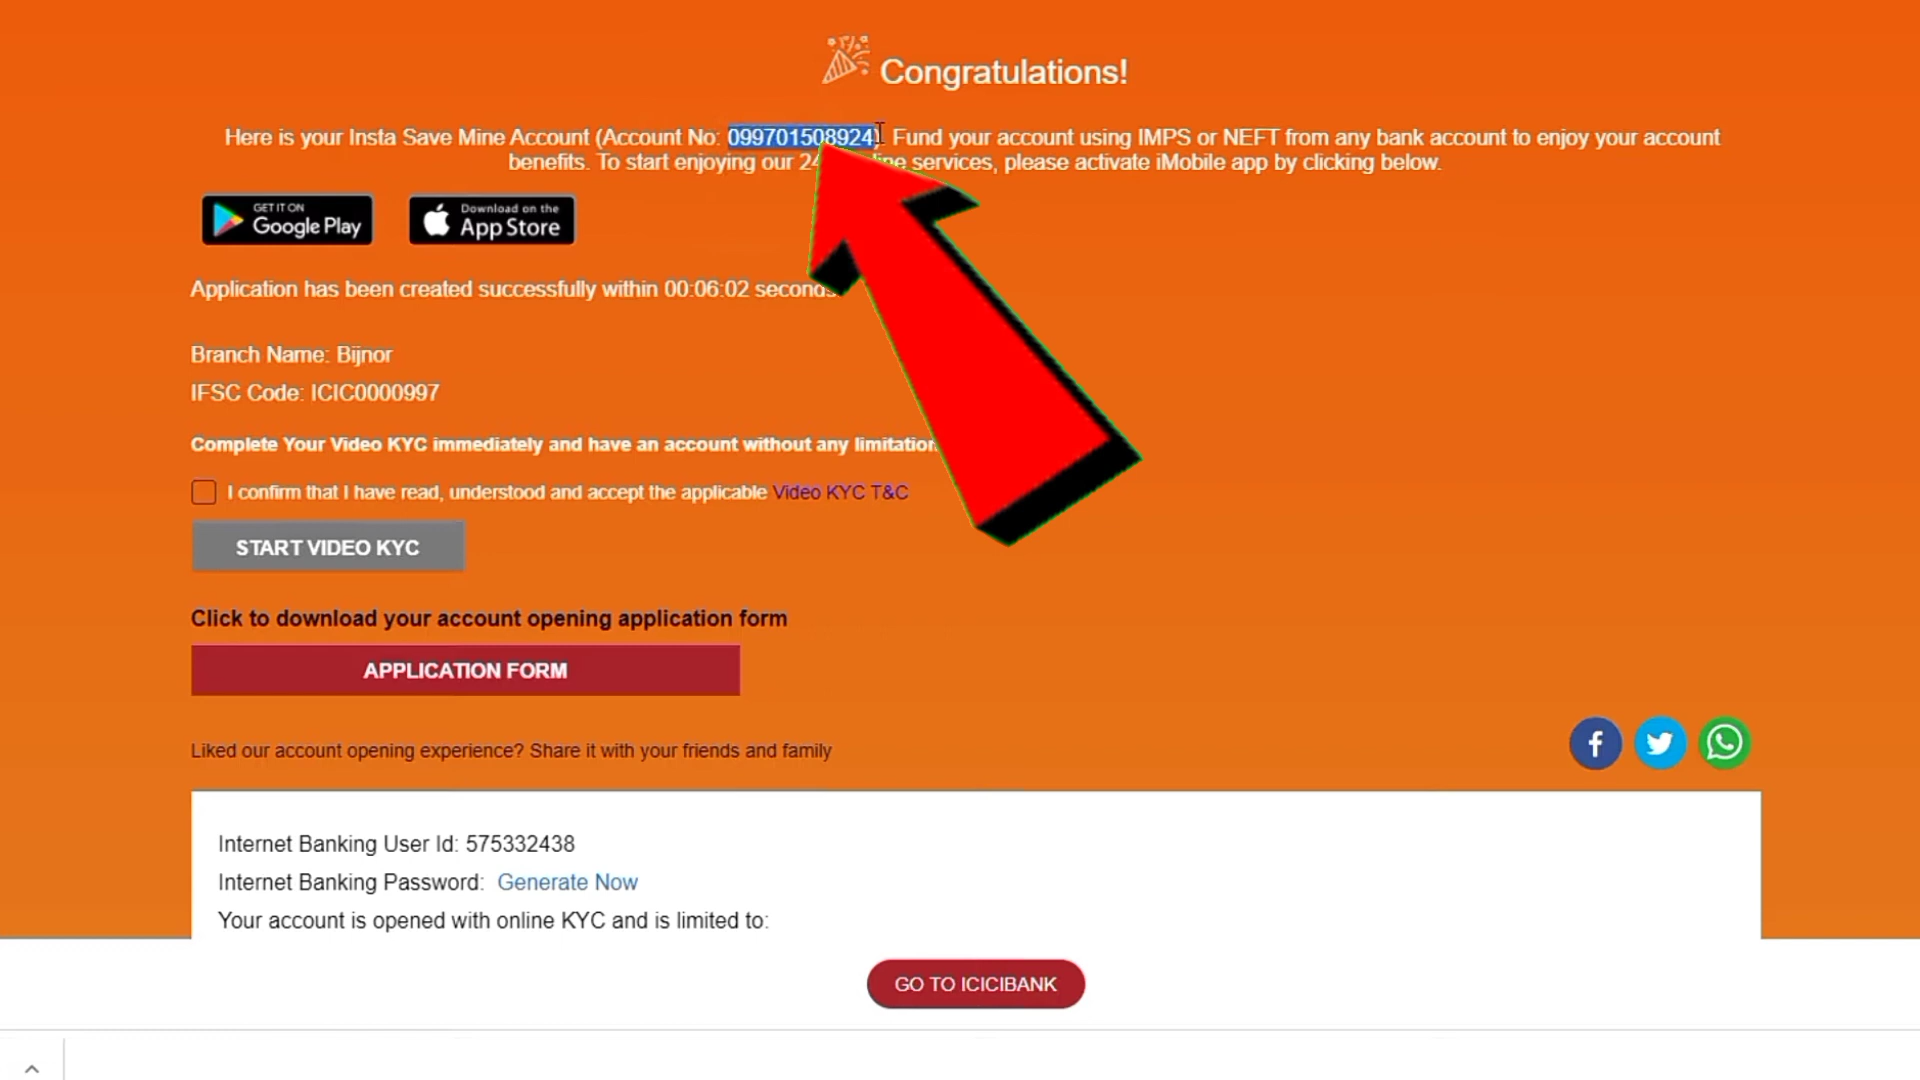 Congratulations!
Here is your Insta Save Mine Account (Account No: 099701508924) Fund your account using IMPS or NEFT from any bank account to enjoy your account
benefits. To start enjoying our services, please activate iMobile app by clicking below.
GET IT ON
Google Play
Download on the
App Store
Application has been created successfully within 00:06:02 seconds
Branch Name: Bijnor
IFSC Code: ICIC0000997
Complete Your Video KYC immediately and have an account without any limitation
I confirm that I have read, understood and accept the applicable Video KYC T&C
START VIDEO KYC
Click to download your account opening application form
APPLICATION FORM
Liked our account opening experience? Share it with your friends and family
Internet Banking User Id: 575332438
Internet Banking Password: Generate Now
Your account is opened with online KYC and is limited to:
GO TO ICICIBANK